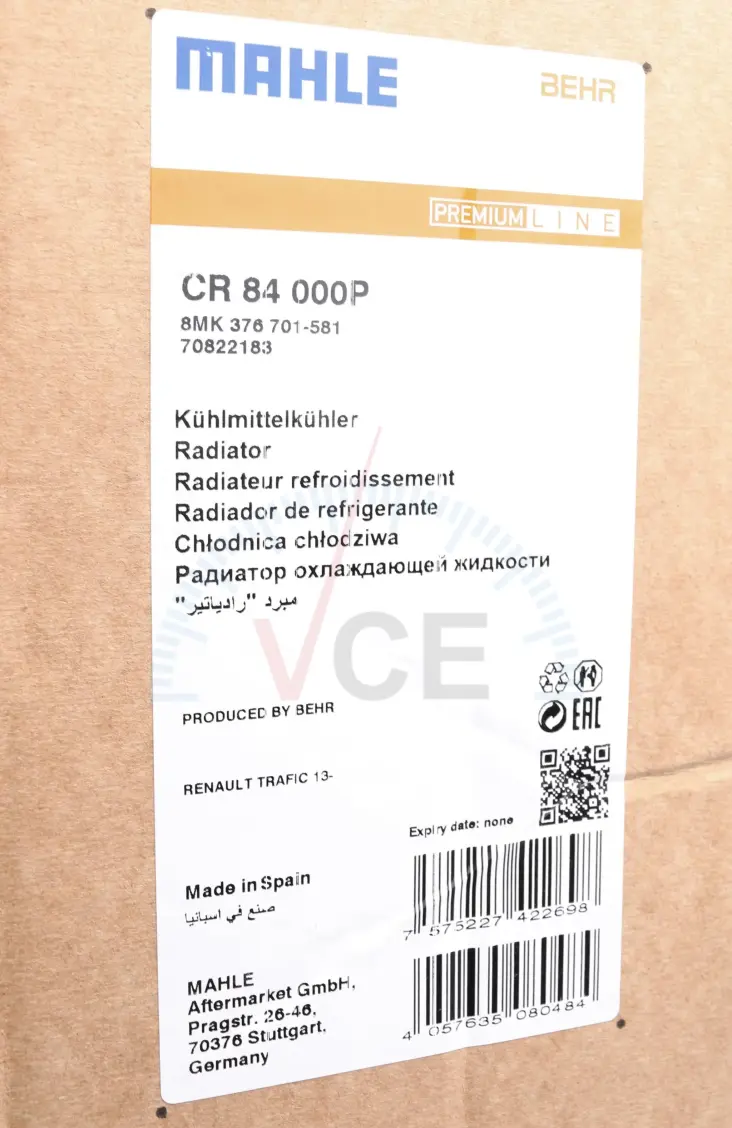 MAHLE
BEHR
PREMIUM LINE
CR 84 000P
8MK 376 701-581
70822183
Kühlmittelkühler
Radiator
Radiateur refroidissement
Radiador de refrigerante
Chłodnica chłodziwa
Радиатор охлаждающей жидкости
مبرد "رادياتير"
VCE
PRODUCED BY BEHR
EAC
RENAULT TRAFIC 13-
Expiry date: none
Made in Spain
صنع في اسبانيا
7 575227 422698
MAHLE
Aftermarket GmbH,
Pragstr. 26-46,
70376 Stuttgart,
Germany
4 057635 080484